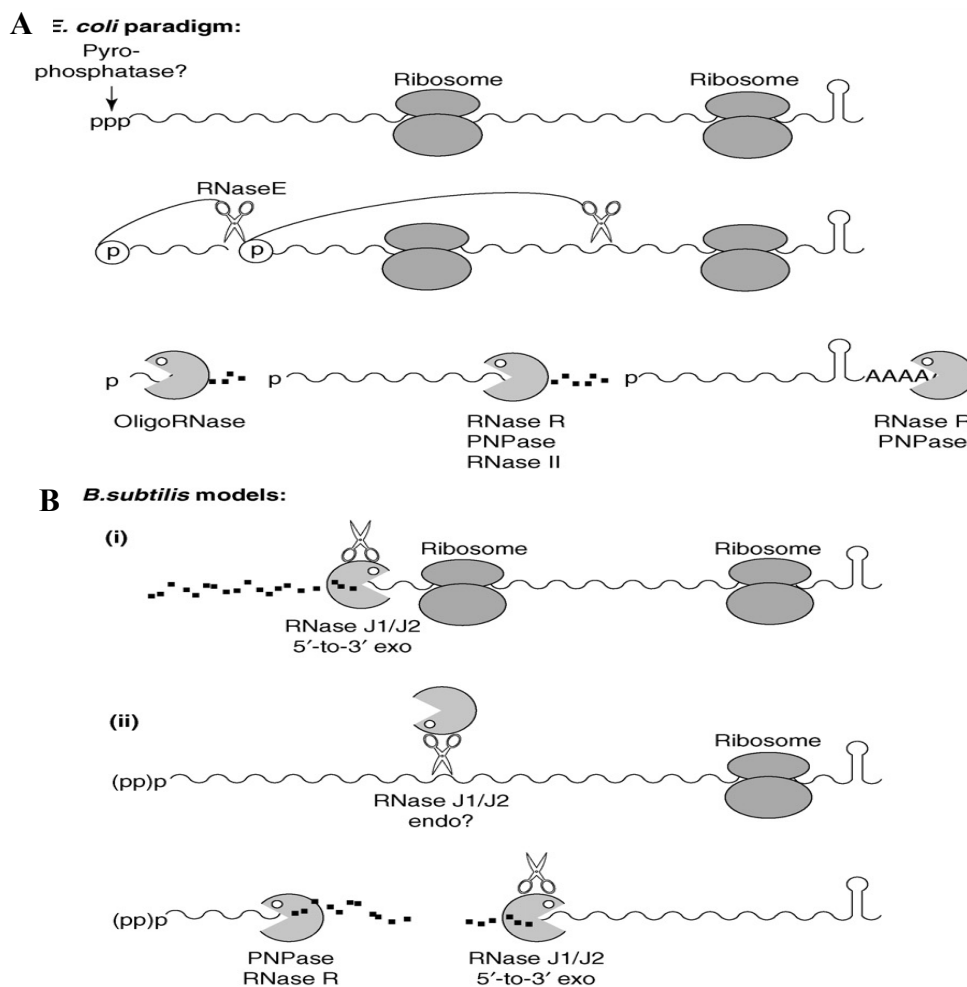 A E. coli paradigm:
Pyro-
phosphatase?
Ribosome Ribosome
ppp
RNaseE
p p
p p p AAAA
OligoRNase RNase R RNase R
PNPase PNPase
RNase II
B B.subtilis models:
(i)
Ribosome Ribosome
RNase J1/J2
5′-to-3′ exo
(ii)
Ribosome
(pp)p
RNase J1/J2
endo?
(pp)p
PNPase RNase J1/J2
RNase R 5′-to-3′ exo